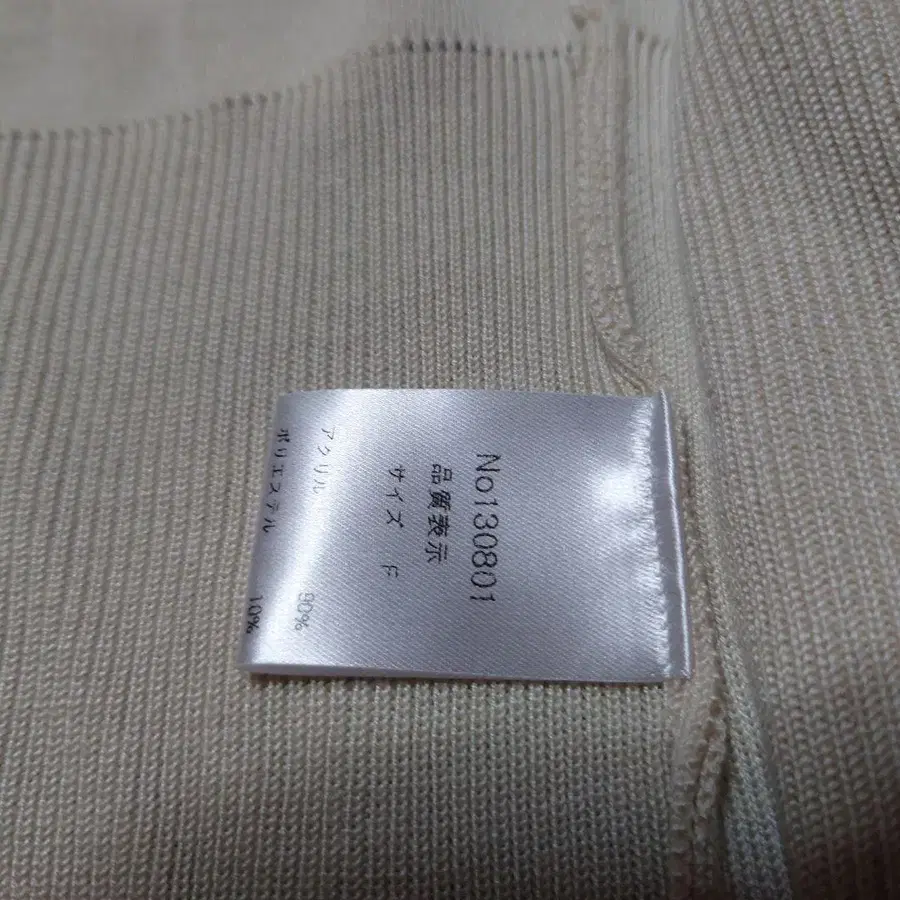 No130801
品質表示
サイズ F
アクリル 90%
ポリエステル 10%